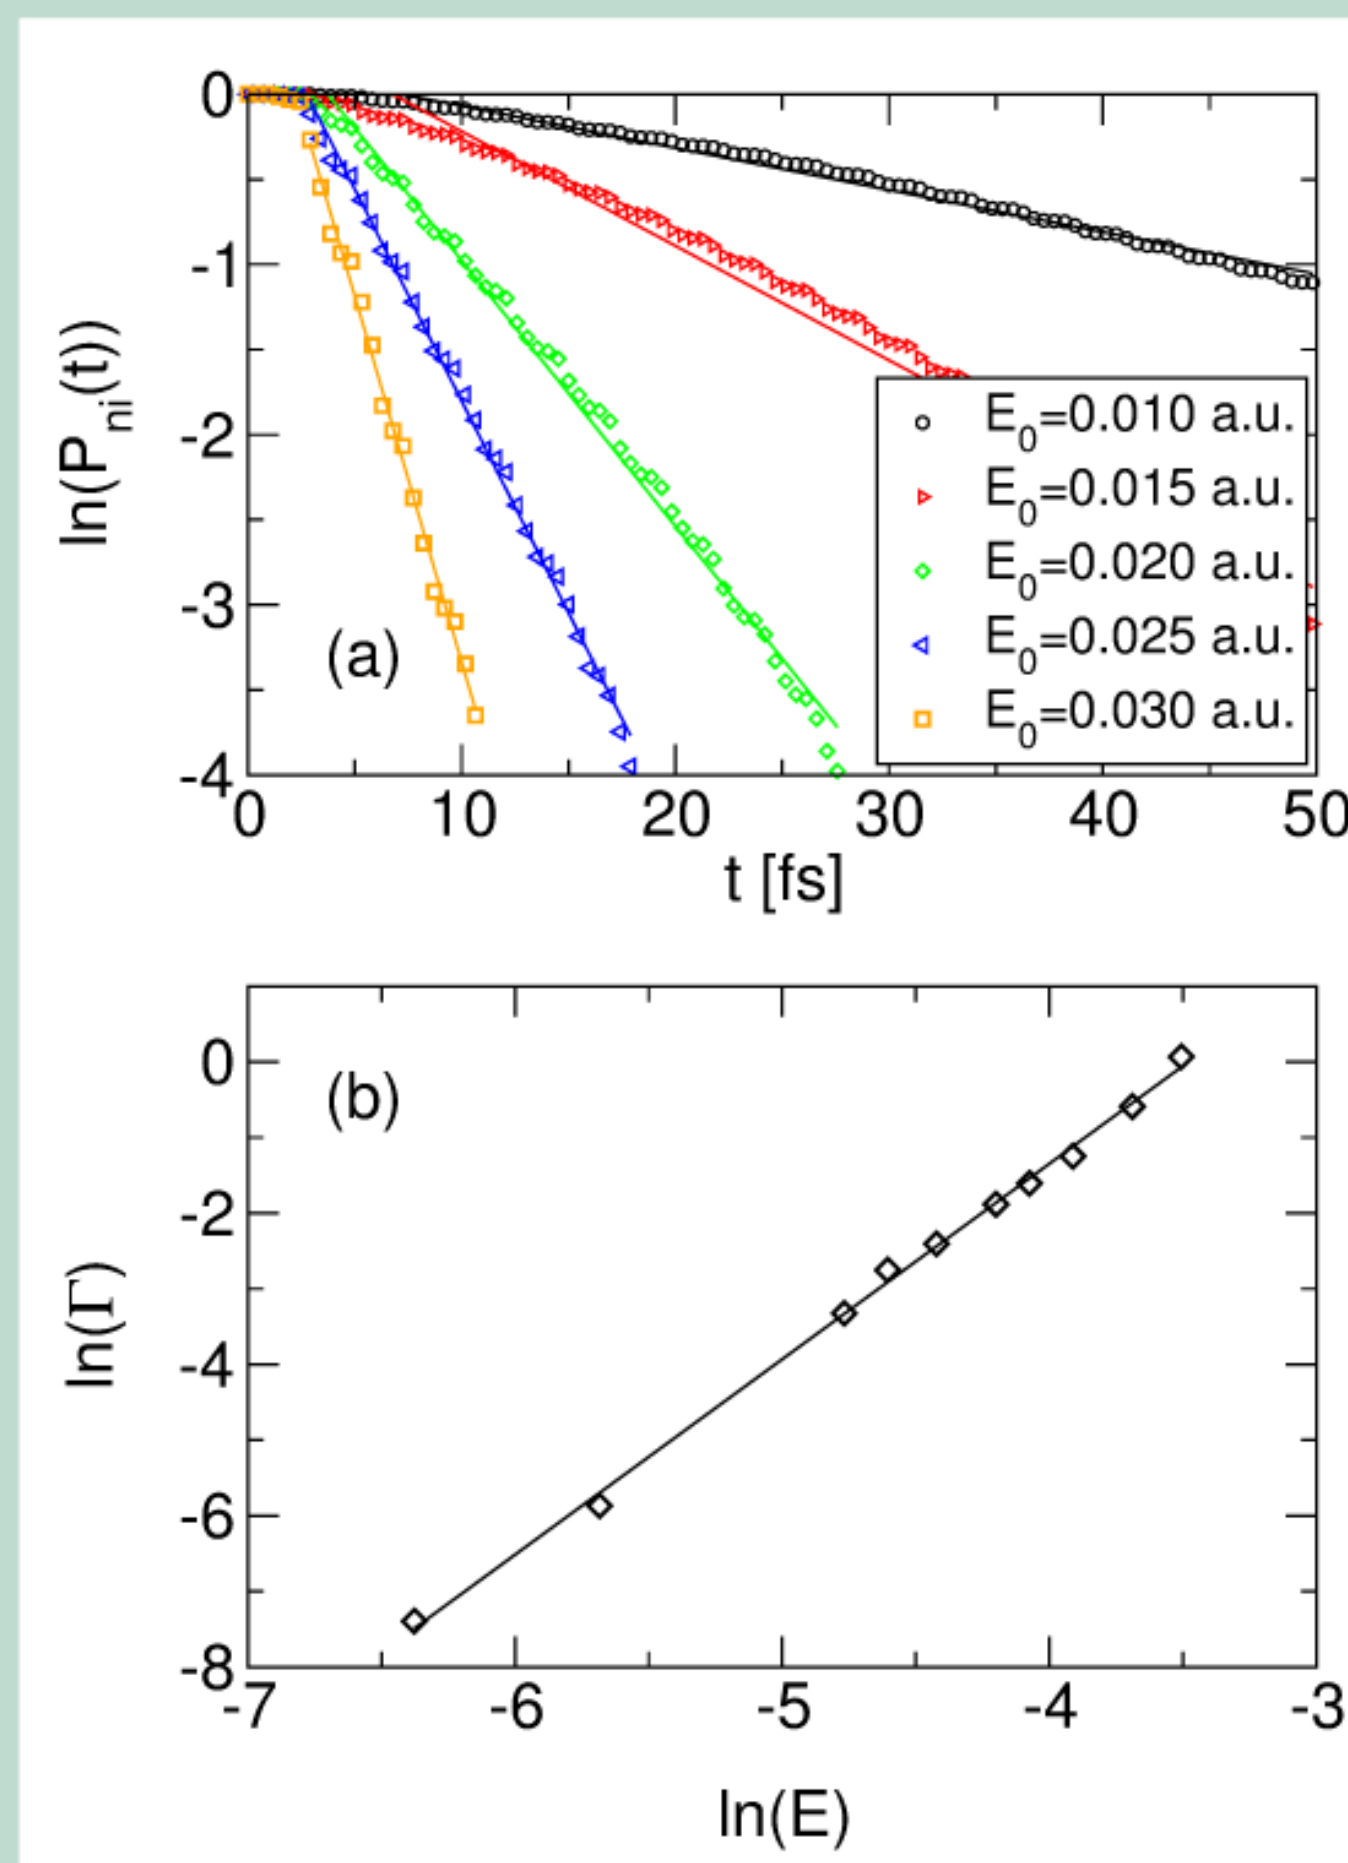 0
-1
-2
-3
-4
ln(P_ni(t))
(a)
E_0=0.010 a.u.
E_0=0.015 a.u.
E_0=0.020 a.u.
E_0=0.025 a.u.
E_0=0.030 a.u.
0 10 20 30 40 50
t [fs]
(b)
0
-2
-4
-6
-8
ln(Γ)
-7 -6 -5 -4 -3
ln(E)